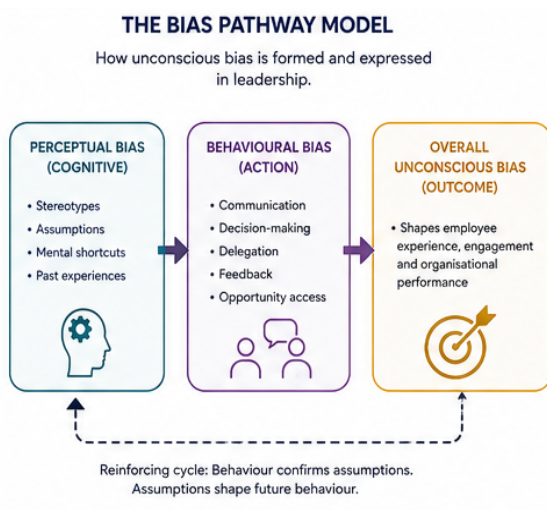 THE BIAS PATHWAY MODEL
How unconscious bias is formed and expressed
in leadership.
PERCEPTUAL BIAS
(COGNITIVE)
• Stereotypes
• Assumptions
• Mental shortcuts
• Past experiences
BEHAVIOURAL BIAS
(ACTION)
• Communication
• Decision-making
• Delegation
• Feedback
• Opportunity access
OVERALL
UNCONSCIOUS BIAS
(OUTCOME)
• Shapes employee
experience, engagement
and organisational
performance
Reinforcing cycle: Behaviour confirms assumptions.
Assumptions shape future behaviour.